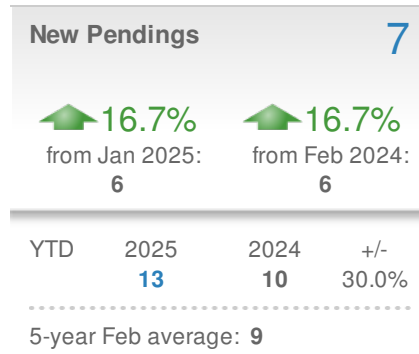 New Pendings 7
16.7% 16.7%
from Jan 2025: from Feb 2024:
6 6
YTD 2025 2024 +/-
13 10 30.0%
5-year Feb average: 9